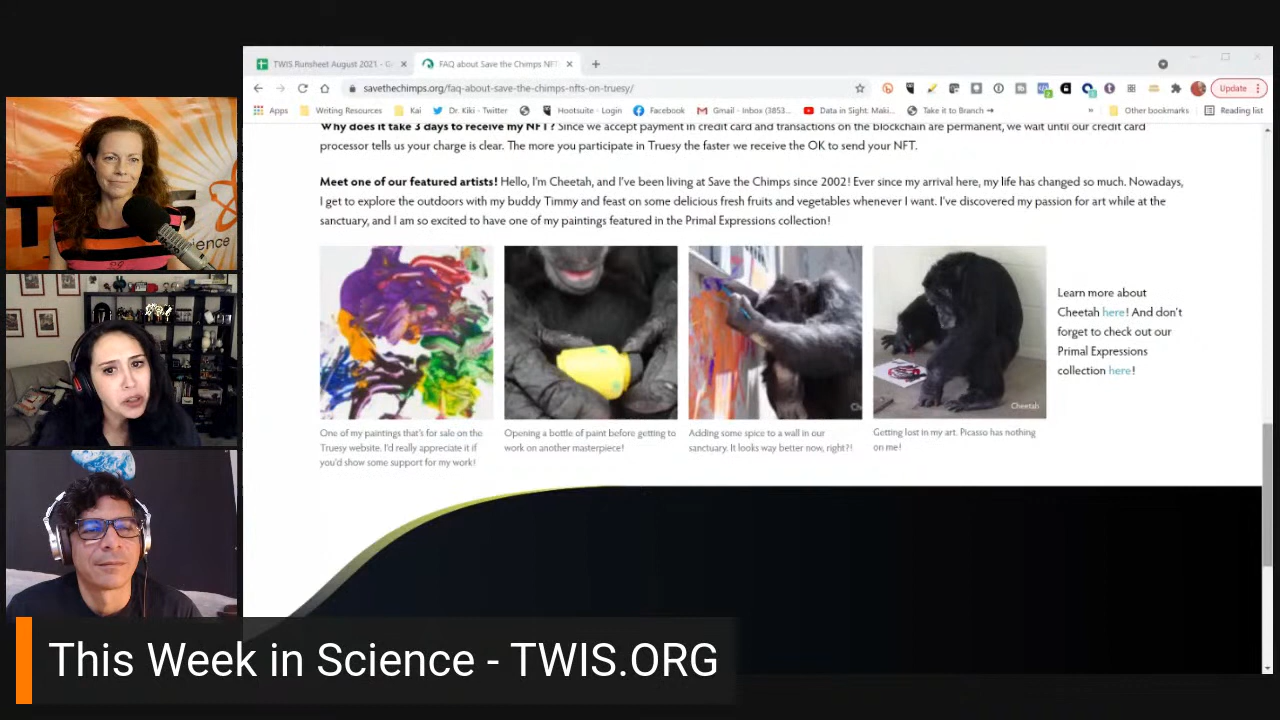 TWIS Runsheet August 2021 - G
FAQ about Save the Chimps NFT
savethechimps.org/faq-about-save-the-chimps-nfts-on-truesy/
Update
Apps
Writing Resources
Kai
Dr. Kiki - Twitter
Hootsuite - Login
Facebook
Gmail - Inbox (3853...
Data in Sight: Maki...
Take it to Branch →
»
Other bookmarks
Reading list
Why does it take 3 days to receive my NFT? Since we accept payment in credit card and transactions on the blockchain are permanent, we wait until our credit card
processor tells us your charge is clear. The more you participate in Truesy the faster we receive the OK to send your NFT.
Meet one of our featured artists! Hello, I'm Cheetah, and I've been living at Save the Chimps since 2002! Ever since my arrival here, my life has changed so much. Nowadays,
I get to explore the outdoors with my buddy Timmy and feast on some delicious fresh fruits and vegetables whenever I want. I've discovered my passion for art while at the
sanctuary, and I am so excited to have one of my paintings featured in the Primal Expressions collection!
Ch
Cheetah
One of my paintings that's for sale on the
Truesy website. I'd really appreciate it if
you'd show some support for my work!
Opening a bottle of paint before getting to
work on another masterpiece!
Adding some spice to a wall in our
sanctuary. It looks way better now, right?!
Getting lost in my art. Picasso has nothing
on me!
Learn more about
Cheetah here! And don't
forget to check out our
Primal Expressions
collection here!
ence
This Week in Science - TWIS.ORG